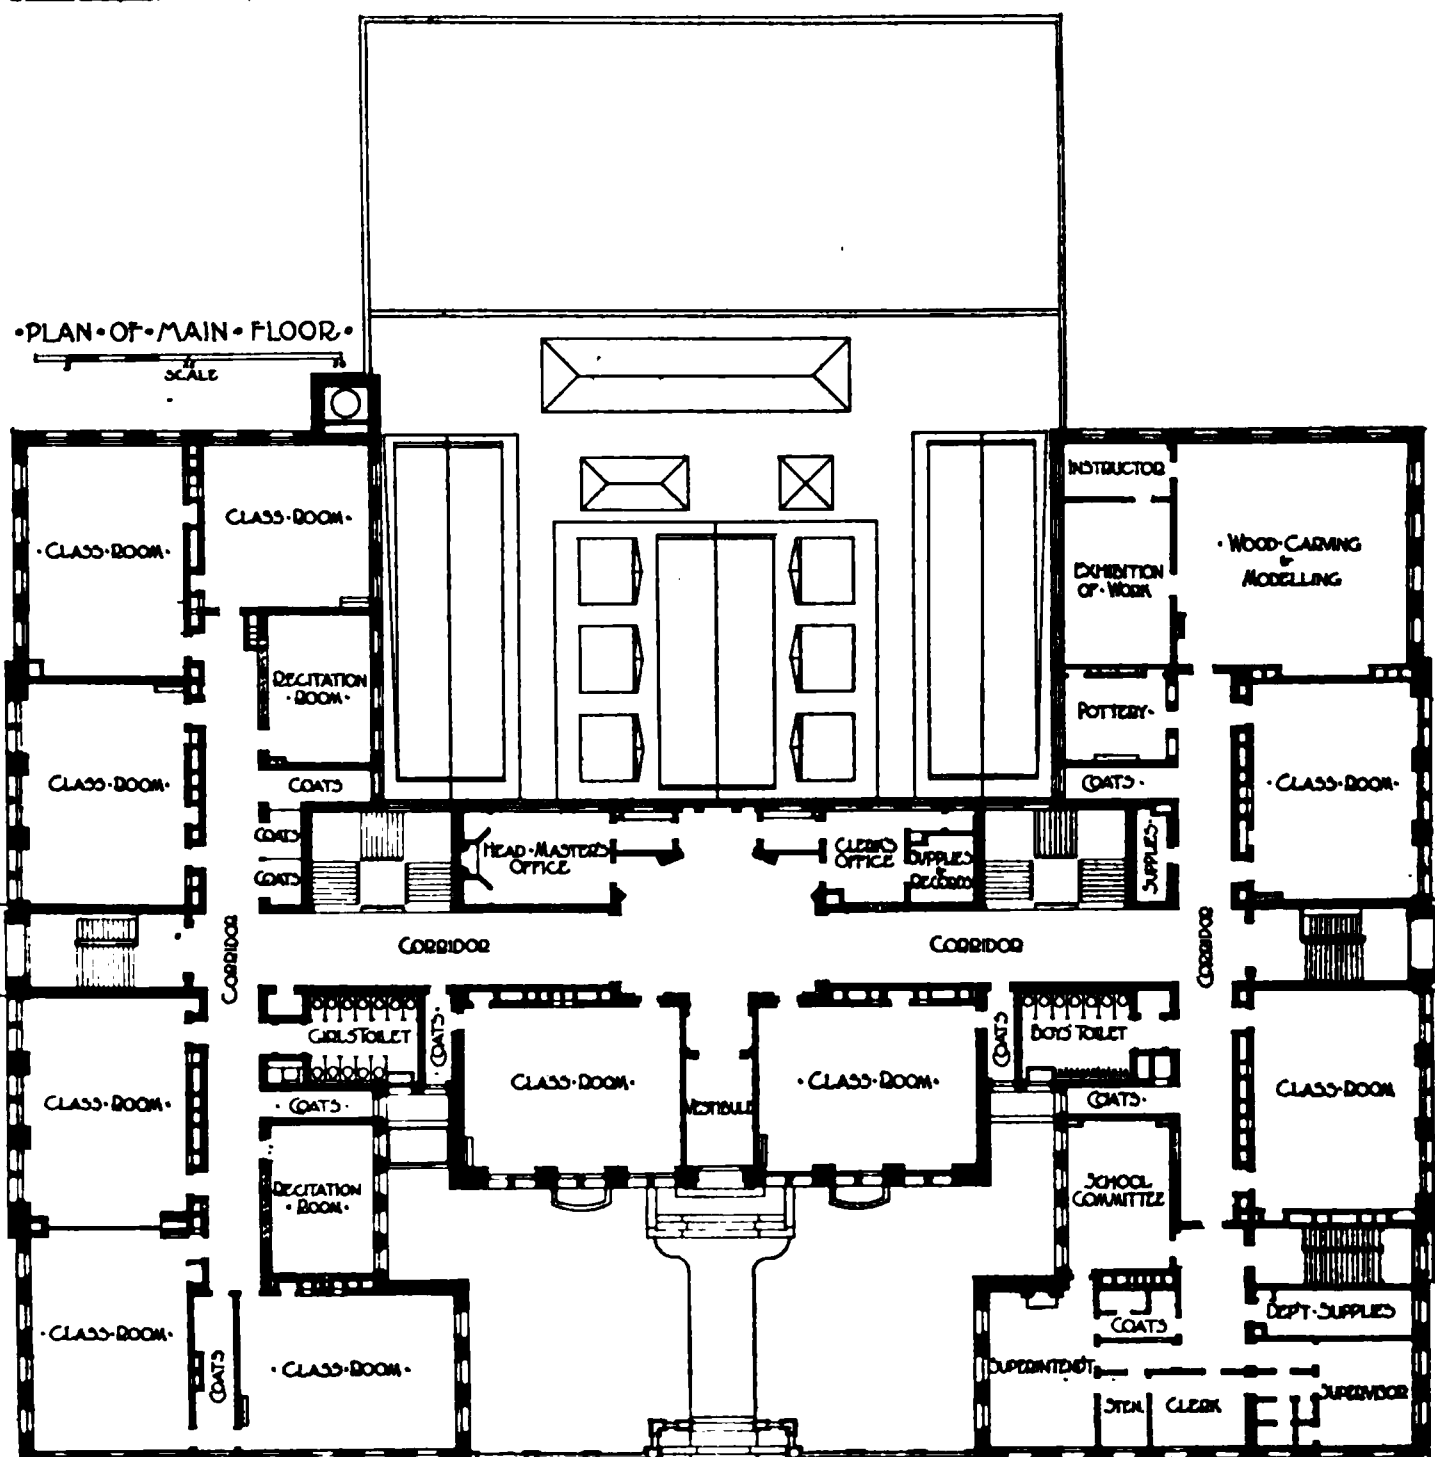 ·PLAN·OF·MAIN·FLOOR·
SCALE
CLASS·ROOM·
·CLASS·ROOM·
RECITATION
·ROOM·
·CLASS·ROOM·
COATS
COATS
COATS
HEAD·MASTER'S
OFFICE
CLERK'S
OFFICE
SUPPLIES
&
RECORDS
SUPPLIES·
INSTRUCTOR
EXHIBITION
OF·WORK
·WOOD·CARVING
&
MODELLING
POTTERY·
COATS·
·CLASS·ROOM·
CORRIDOR
CORRIDOR
CORRIDOR
CORRIDOR
GIRLS TOILET
COATS·
·CLASS·ROOM·
·COATS·
·CLASS·ROOM·
VESTIBULE
·CLASS·ROOM·
COATS
BOYS' TOILET
COATS·
·CLASS·ROOM
RECITATION
·ROOM·
SCHOOL
COMMITTEE
·CLASS·ROOM·
COATS
·CLASS·ROOM·
SUPERINTEND'T
COATS
STEN.
CLERK
DEP'T·SUPPLIES
SUPERVISOR